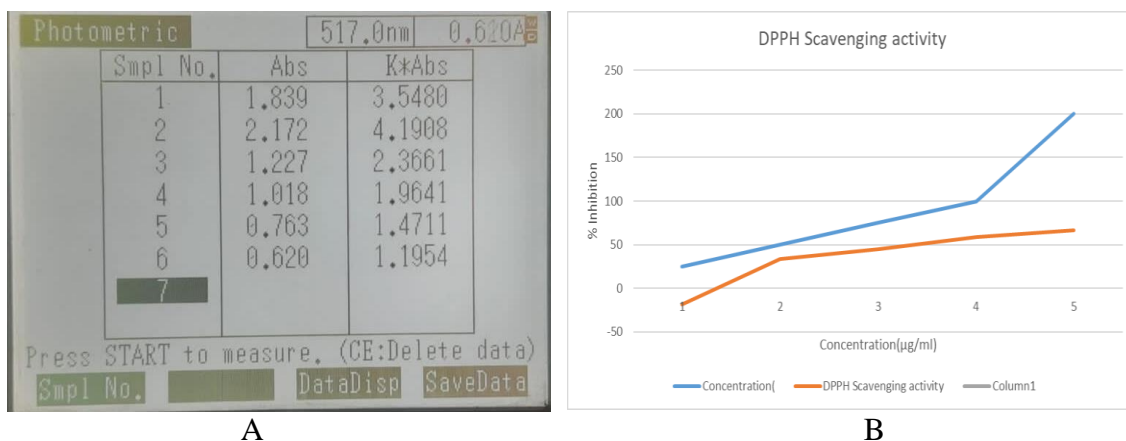 Photometric 517.0nm 0.620A
Smpl No. Abs K*Abs
1 1.839 3.5480
2 2.172 4.1908
3 1.227 2.3661
4 1.018 1.9641
5 0.763 1.4711
6 0.620 1.1954
7
Press START to measure. (CE:Delete data)
Smpl No. DataDisp SaveData
A
DPPH Scavenging activity
250
200
150
100
50
0
-50
% Inhibition
1 2 3 4 5
Concentration(µg/ml)
Concentration( DPPH Scavenging activity Column1
B